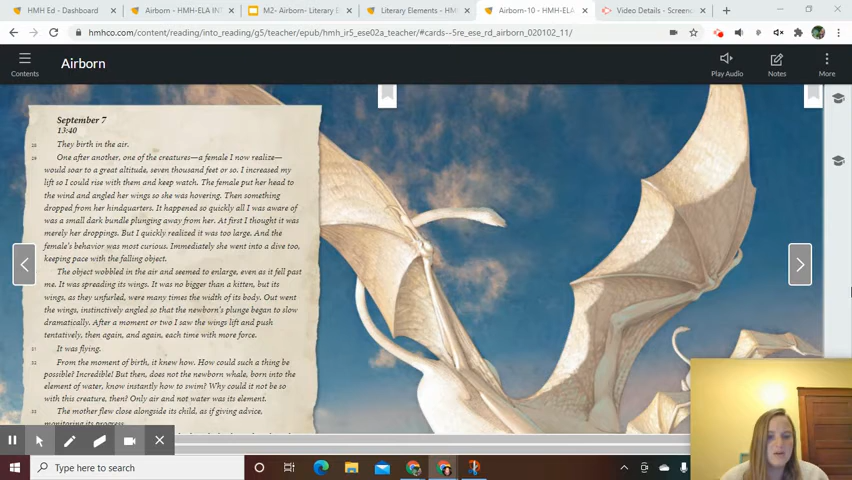 HMH Ed - Dashboard
Airborn - HMH-ELA INT
MZ- Airborn- Literary E
Literary Elements - HMH
Airborn-10 - HMH-ELA
Video Details - Screenc
hmhco.com/content/reading/into_reading/g5/teacher/epub/hmh_ir5_ese02a_teacher/#cards--5re_ese_rd_airborn_020102_11/
Contents
Airborn
Play Audio
Notes
More
September 7
13:40
28 They birth in the air.
29 One after another, one of the creatures—a female I now realize—
would soar to a great altitude, seven thousand feet or so. I increased my
lift so I could rise with them and keep watch. The female put her head to
the wind and angled her wings so she was hovering. Then something
dropped from her hindquarters. It happened so quickly all I was aware of
was a small dark bundle plunging away from her. At first I thought it was
merely her droppings. But I quickly realized it was too large. And the
female's behavior was most curious. Immediately she went into a dive too,
keeping pace with the falling object.
The object wobbled in the air and seemed to enlarge, even as it fell past
me. It was spreading its wings. It was no bigger than a kitten, but its
wings, as they unfurled, were many times the width of its body. Out went
the wings, instinctively angled so that the newborn's plunge began to slow
dramatically. After a moment or two I saw the wings lift and push
tentatively, then again, and again, each time with more force.
It was flying.
From the moment of birth, it knew how. How could such a thing be
possible? Incredible! But then, does not the newborn whale, born into the
element of water, know instantly how to swim? Why could it not be so
with this creature, then? Only air and not water was its element.
The mother flew close alongside its child, as if giving advice,
monitoring its progress.
Type here to search